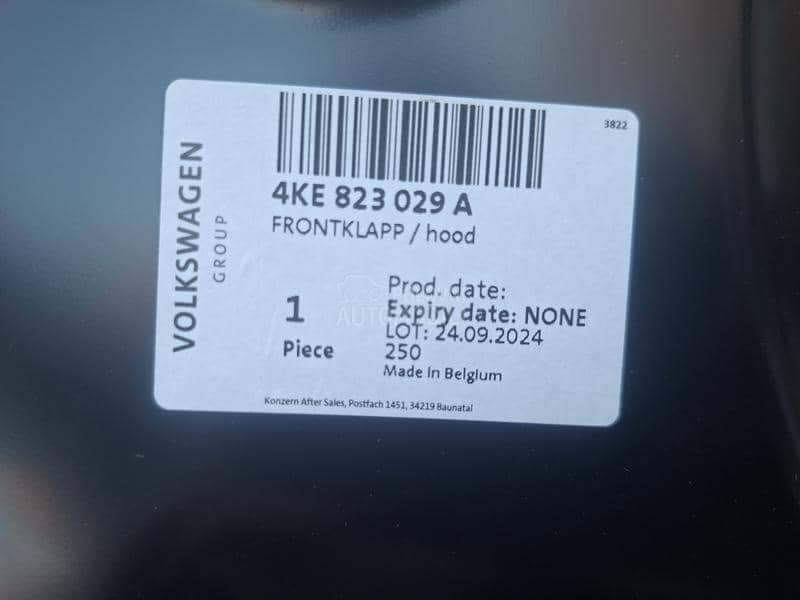 VOLKSWAGEN
GROUP
3822
4KE 823 029 A
FRONTKLAPP / hood
1
Piece
Prod. date:
Expiry date: NONE
LOT: 24.09.2024
250
Made In Belgium
Konzern After Sales, Postfach 1451, 34219 Baunatal